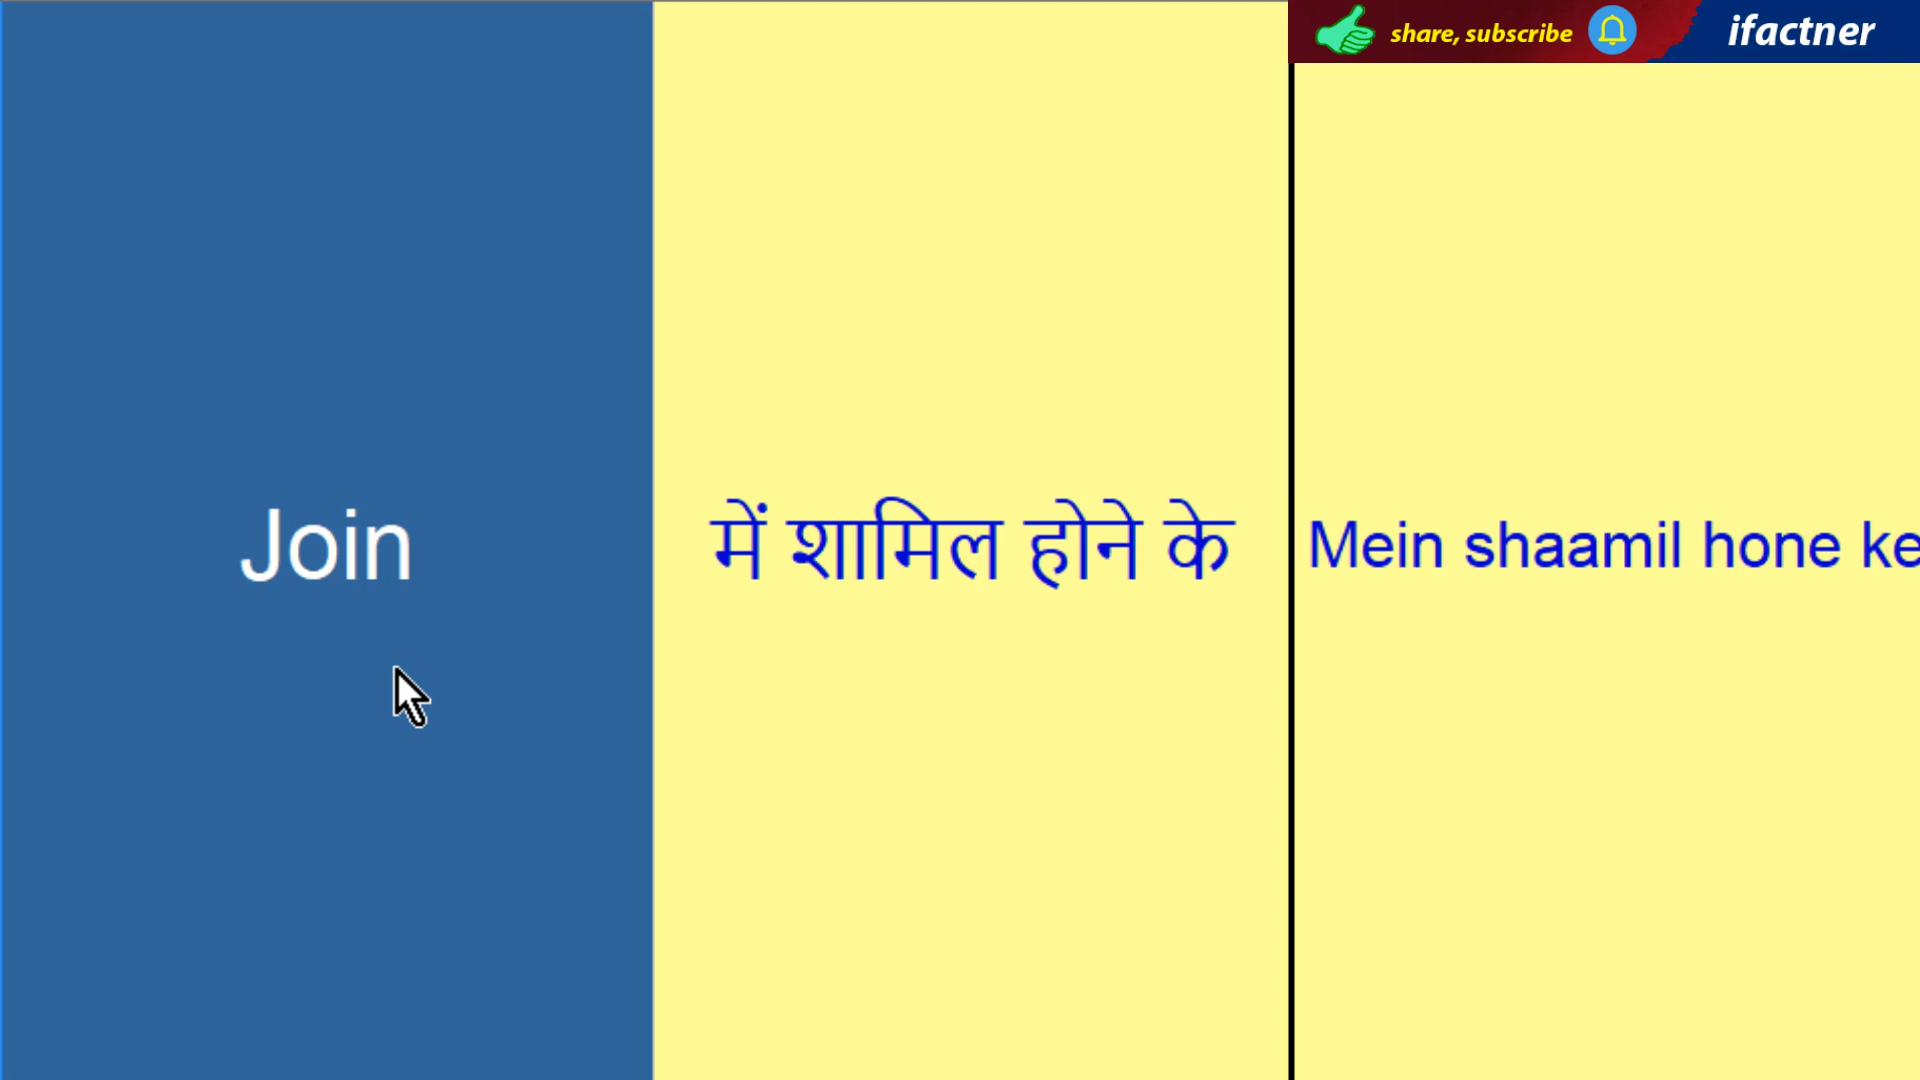 share, subscribe
ifactner
Join
में शामिल होने के
Mein shaamil hone ke